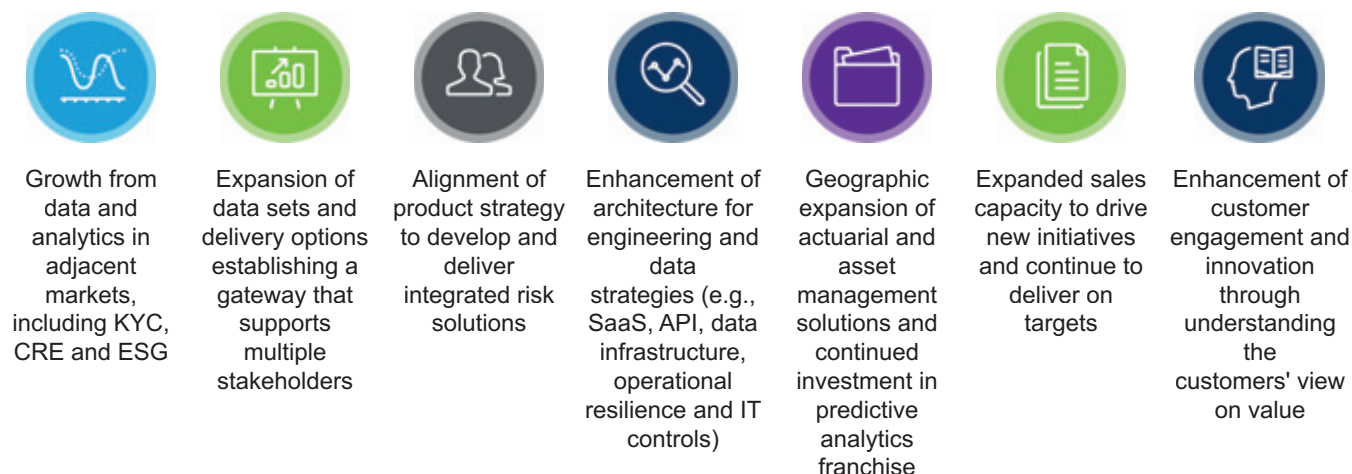 Growth from
data and
analytics in
adjacent
markets,
including KYC,
CRE and ESG
Expansion of
data sets and
delivery options
establishing a
gateway that
supports
multiple
stakeholders
Alignment of
product strategy
to develop and
deliver
integrated risk
solutions
Enhancement of
architecture for
engineering and
data
strategies (e.g.,
SaaS, API, data
infrastructure,
operational
resilience and IT
controls)
Geographic
expansion of
actuarial and
asset
management
solutions and
continued
investment in
predictive
analytics
franchise
Expanded sales
capacity to drive
new initiatives
and continue to
deliver on
targets
Enhancement of
customer
engagement and
innovation
through
understanding
the
customers' view
on value